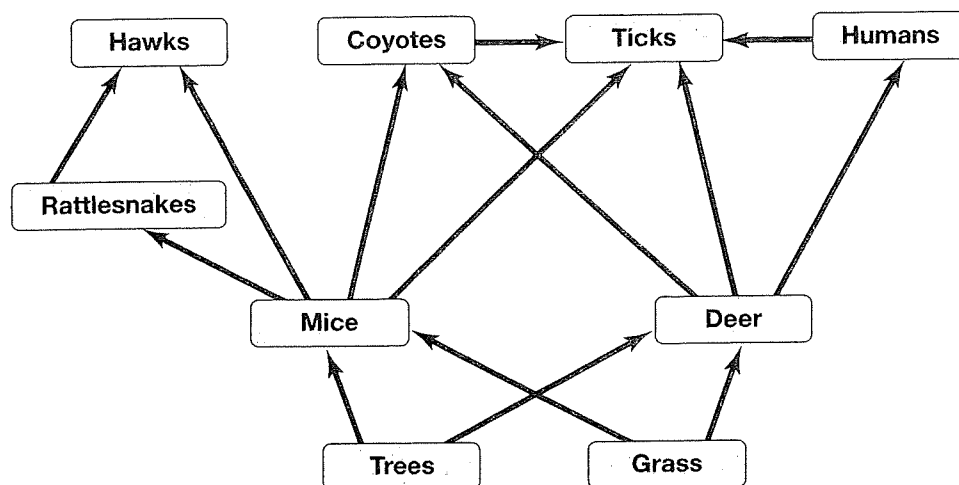 Hawks
Coyotes
Ticks
Humans
Rattlesnakes
Mice
Deer
Trees
Grass